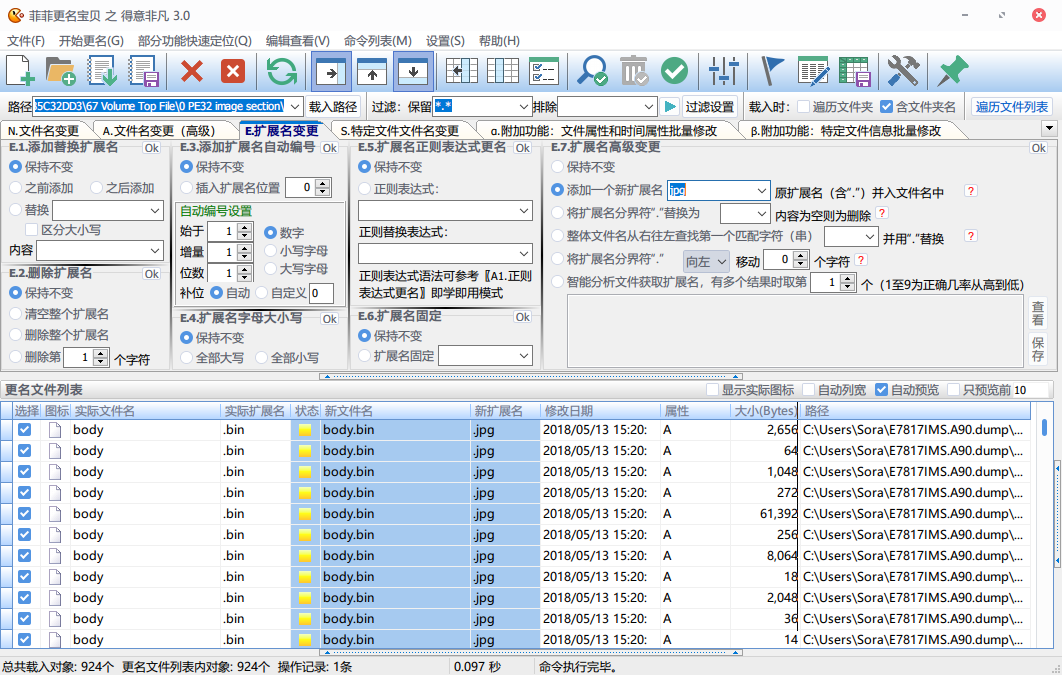 菲菲更名宝贝 之 得意非凡 3.0
文件(F) 开始更名(G) 部分功能快速定位(Q) 编辑查看(V) 命令列表(M) 设置(S) 帮助(H)
路径 \5C32DD3\67 Volume Top File\0 PE32 image section\ 载入路径 过滤: 保留 *.* 排除 过滤设置 载入时: 遍历文件夹 含文件夹名 遍历文件列表
N.文件名变更 A.文件名变更（高级） E.扩展名变更 S.特定文件文件名变更 α.附加功能：文件属性和时间属性批量修改 β.附加功能：特定文件信息批量修改
E.1.添加替换扩展名 Ok
保持不变
之前添加 之后添加
替换
区分大小写
内容
E.2.删除扩展名 Ok
保持不变
清空整个扩展名
删除整个扩展名
删除第 1 个字符
E.3.添加扩展名自动编号 Ok
保持不变
插入扩展名位置 0
自动编号设置
始于 1 数字
增量 1 小写字母
位数 1 大写字母
补位 自动 自定义 0
E.4.扩展名字母大小写 Ok
保持不变
全部大写 全部小写
E.5.扩展名正则表达式更名 Ok
保持不变
正则表达式:
正则替换表达式:
正则表达式语法可参考〖A1.正则
表达式更名〗即学即用模式
E.6.扩展名固定 Ok
保持不变
扩展名固定
E.7.扩展名高级变更 Ok
保持不变
添加一个新扩展名 jpg 原扩展名（含“.”）并入文件名中 ?
将扩展名分界符“.”替换为 内容为空则为删除 ?
整体文件名从右往左查找第一个匹配字符（串） 并用“.”替换 ?
将扩展名分界符“.” 向左 移动 0 个字符 ?
智能分析文件获取扩展名，有多个结果时取第 1 个（1至9为正确几率从高到低）
查看
保存
更名文件列表 显示实际图标 自动列宽 自动预览 只预览前 10
选择 图标 实际文件名 实际扩展名 状态 新文件名 新扩展名 修改日期 属性 大小(Bytes) 路径
body .bin body.bin .jpg 2018/05/13 15:20: A 2,656 C:\Users\Sora\E7817IMS.A90.dump\...
body .bin body.bin .jpg 2018/05/13 15:20: A 64 C:\Users\Sora\E7817IMS.A90.dump\...
body .bin body.bin .jpg 2018/05/13 15:20: A 1,048 C:\Users\Sora\E7817IMS.A90.dump\...
body .bin body.bin .jpg 2018/05/13 15:20: A 272 C:\Users\Sora\E7817IMS.A90.dump\...
body .bin body.bin .jpg 2018/05/13 15:20: A 61,392 C:\Users\Sora\E7817IMS.A90.dump\...
body .bin body.bin .jpg 2018/05/13 15:20: A 256 C:\Users\Sora\E7817IMS.A90.dump\...
body .bin body.bin .jpg 2018/05/13 15:20: A 8,064 C:\Users\Sora\E7817IMS.A90.dump\...
body .bin body.bin .jpg 2018/05/13 15:20: A 18 C:\Users\Sora\E7817IMS.A90.dump\...
body .bin body.bin .jpg 2018/05/13 15:20: A 2,048 C:\Users\Sora\E7817IMS.A90.dump\...
body .bin body.bin .jpg 2018/05/13 15:20: A 36 C:\Users\Sora\E7817IMS.A90.dump\...
body .bin body.bin .jpg 2018/05/13 15:20: A 14 C:\Users\Sora\E7817IMS.A90.dump\...
总共载入对象: 924个 更名文件列表内对象: 924个 操作记录: 1条 0.097 秒 命令执行完毕。